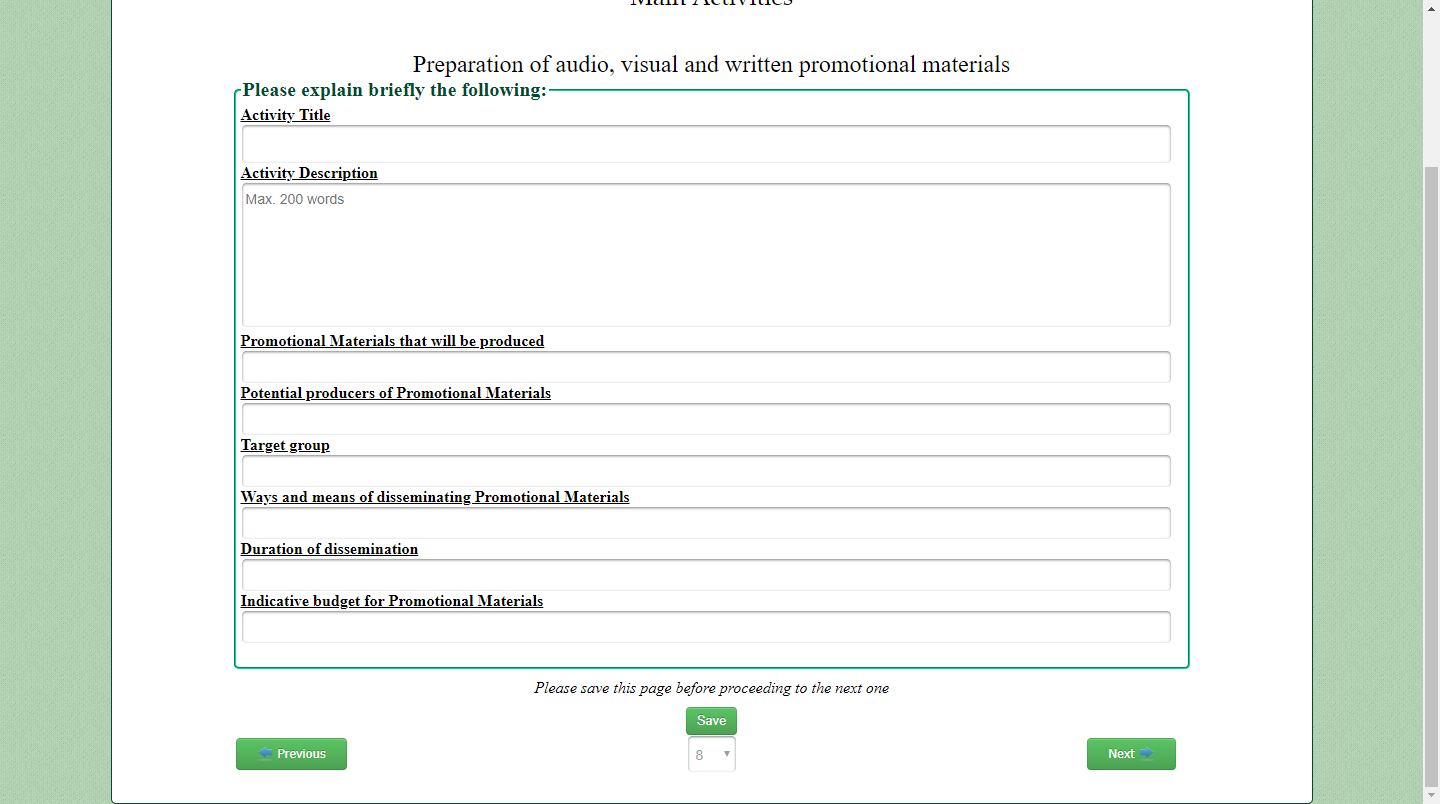 Main Activities
Preparation of audio, visual and written promotional materials
Please explain briefly the following:
Activity Title
Activity Description
Max. 200 words
Promotional Materials that will be produced
Potential producers of Promotional Materials
Target group
Ways and means of disseminating Promotional Materials
Duration of dissemination
Indicative budget for Promotional Materials
Please save this page before proceeding to the next one
Save
Previous
8
Next